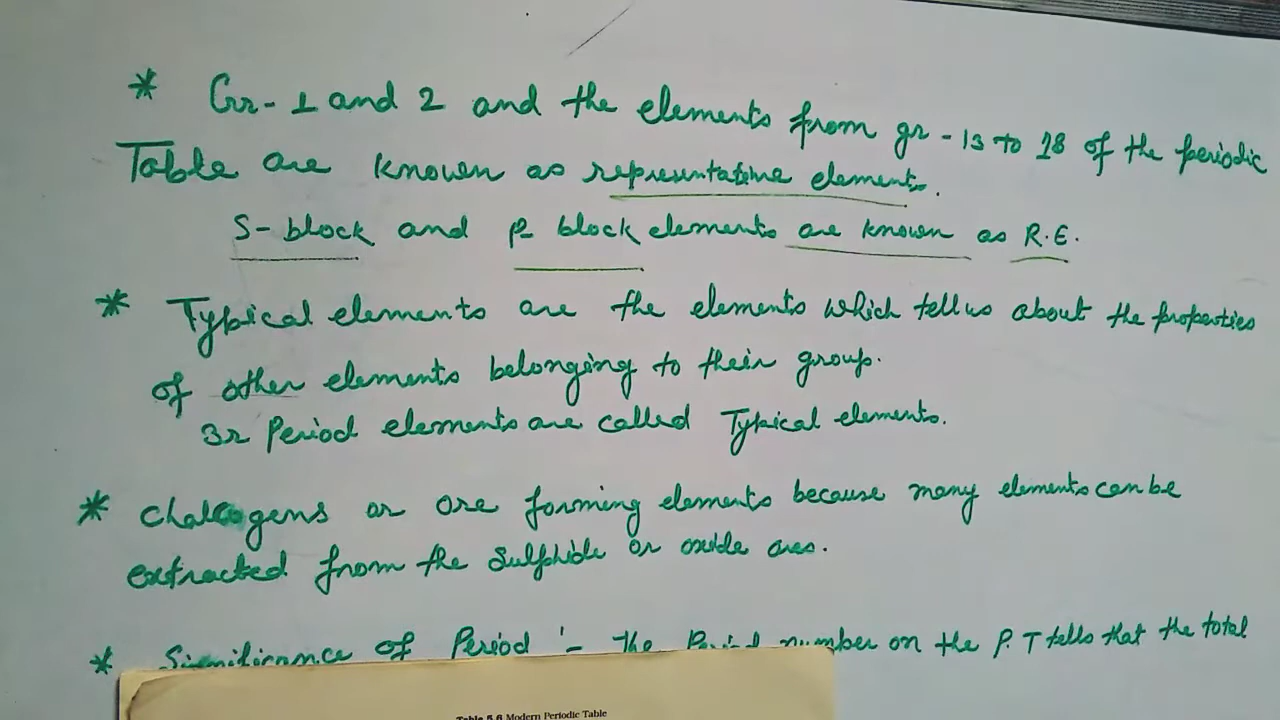 * Gr-1 and 2 and the elements from gr-13 to 18 of the periodic
Table are known as representative elements.
S-block and p-block elements are known as R.E.
* Typical elements are the elements which tell us about the properties
of other elements belonging to their group.
3r Period elements are called Typical elements.
* chalcogens or ore forming elements because many elements can be
extracted from the sulphide or oxide ores.
* Significance of Period :- The Period number on the P.T tells that the total
Table 5.6 Modern Periodic Table